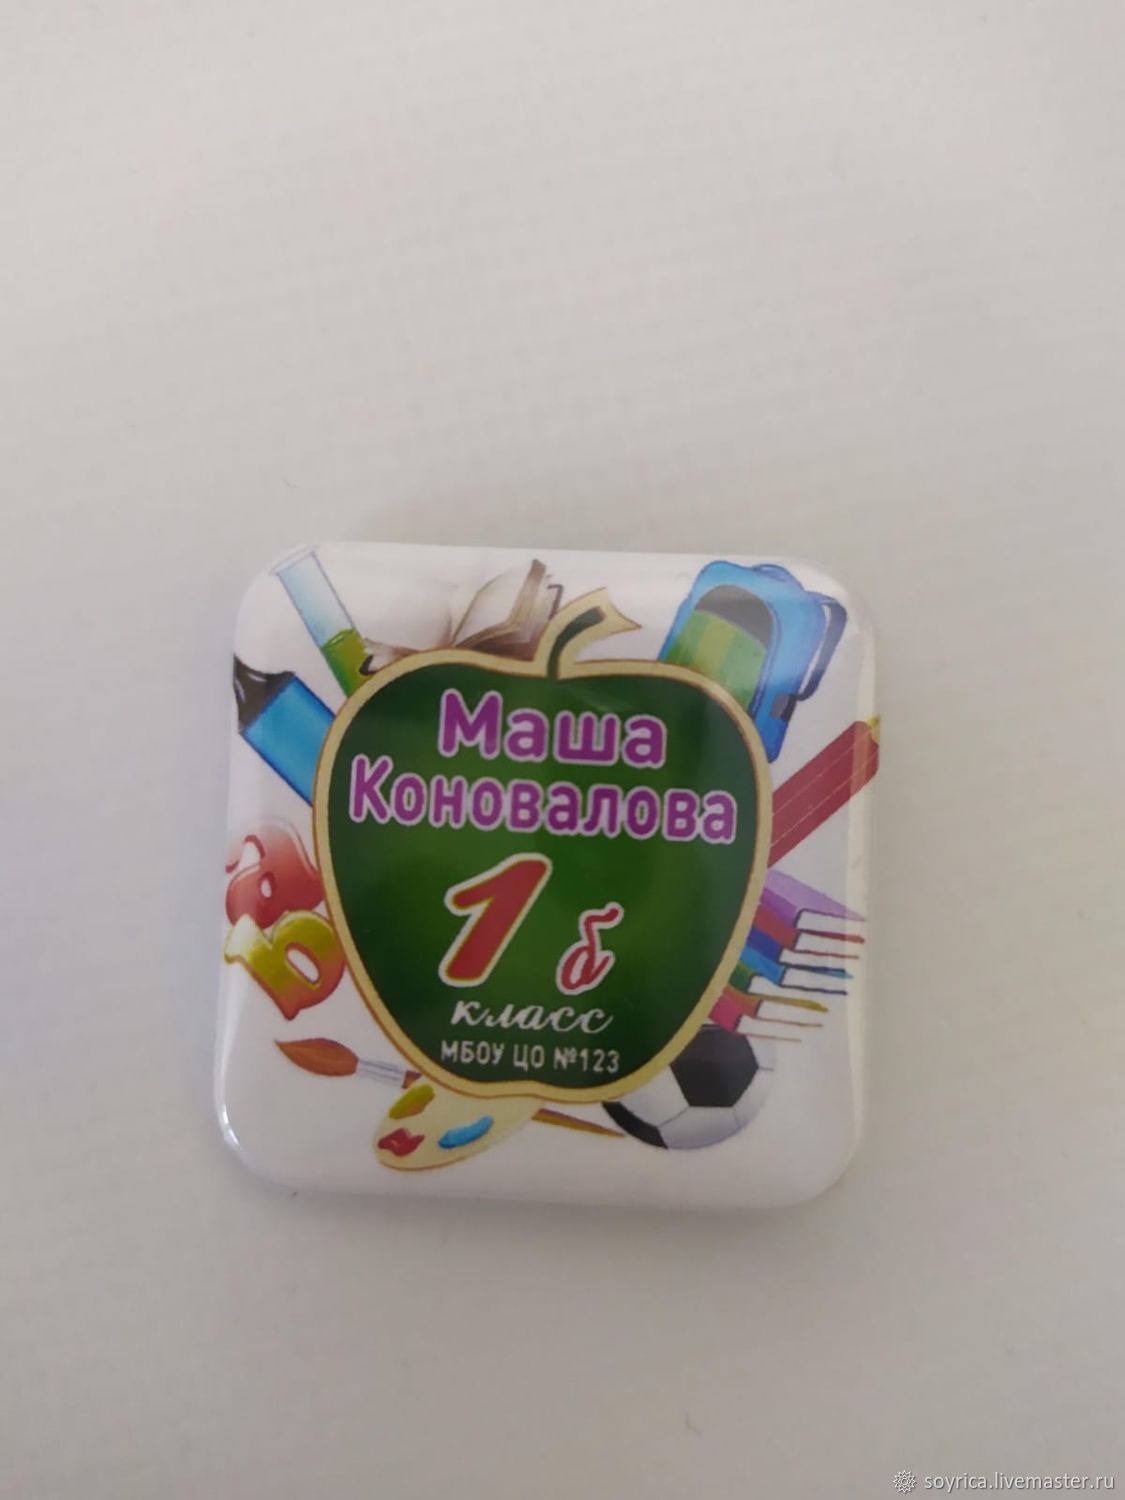 Маша
Коновалова
1 б
класс
МБОУ ЦО №123
soyrica.livemaster.ru